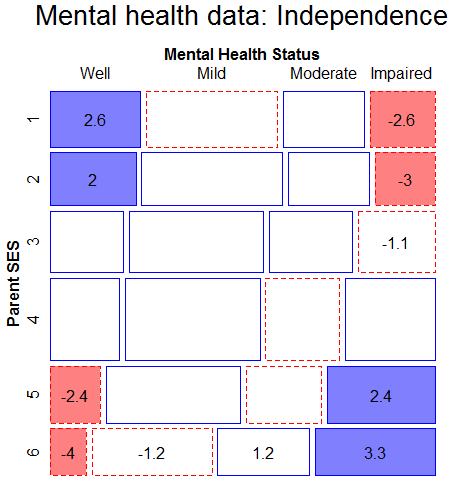 Mental health data: Independence
Mental Health Status
Well Mild Moderate Impaired
Parent SES
1 2.6 -2.6
2 2 -3
3 -1.1
4
5 -2.4 2.4
6 -4 -1.2 1.2 3.3